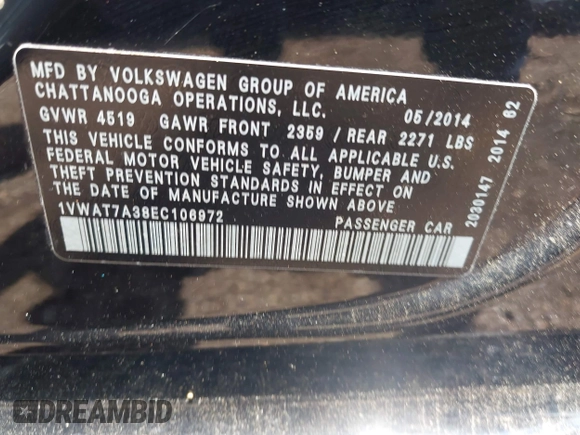 MFD BY VOLKSWAGEN GROUP OF AMERICA
CHATTANOOGA OPERATIONS, LLC. 05/2014
GVWR 4519 GAWR FRONT 2359 / REAR 2271 LBS
THIS VEHICLE CONFORMS TO ALL APPLICABLE U.S.
FEDERAL MOTOR VEHICLE SAFETY, BUMPER AND
THEFT PREVENTION STANDARDS IN EFFECT ON
THE DATE OF MANUFACTURE SHOWN ABOVE
1VWAT7A38EC106972 PASSENGER CAR
2030147 2014 62
DREAMBID